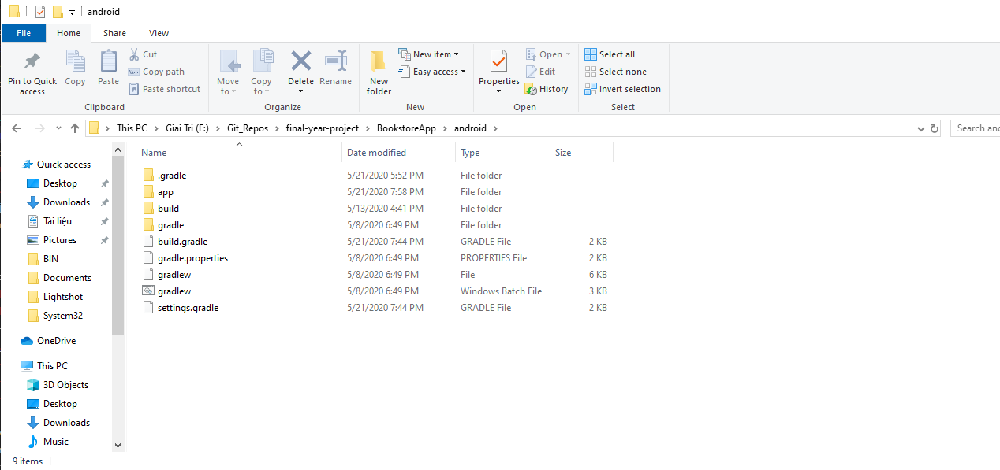 android
File Home Share View
Pin to Quick access
Copy
Paste
Cut
Copy path
Paste shortcut
Clipboard
Move to
Copy to
Delete
Rename
Organize
New folder
New item
Easy access
New
Properties
Open
Edit
History
Open
Select all
Select none
Invert selection
Select
This PC > Giai Tri (F:) > Git_Repos > final-year-project > BookstoreApp > android >
Search and
Quick access
Desktop
Downloads
Tài liệu
Pictures
BIN
Documents
Lightshot
System32
OneDrive
This PC
3D Objects
Desktop
Downloads
Music
Name Date modified Type Size
.gradle 5/21/2020 5:52 PM File folder
app 5/21/2020 7:58 PM File folder
build 5/13/2020 4:41 PM File folder
gradle 5/8/2020 6:49 PM File folder
build.gradle 5/21/2020 7:44 PM GRADLE File 2 KB
gradle.properties 5/8/2020 6:49 PM PROPERTIES File 2 KB
gradlew 5/8/2020 6:49 PM File 6 KB
gradlew 5/8/2020 6:49 PM Windows Batch File 3 KB
settings.gradle 5/21/2020 7:44 PM GRADLE File 2 KB
9 items